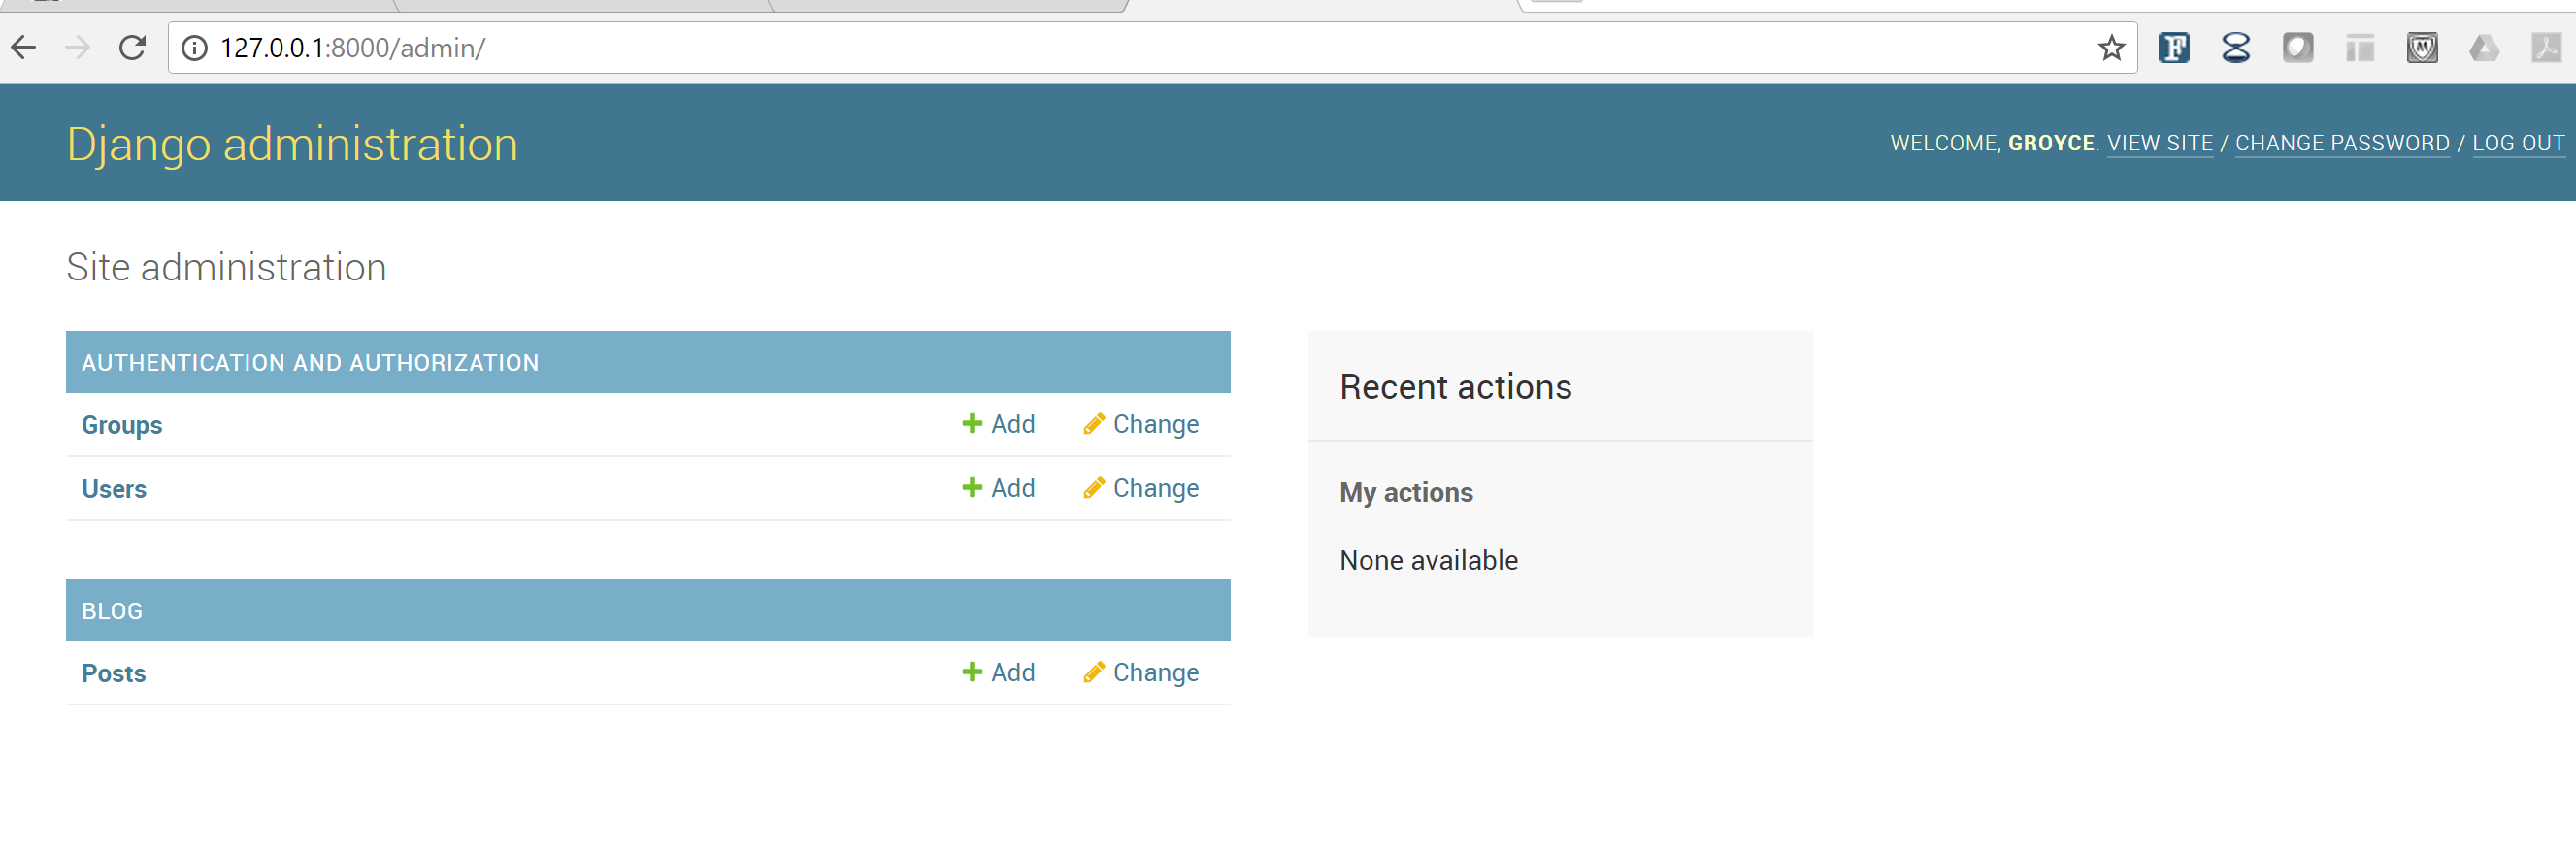 127.0.0.1:8000/admin/
Django administration
WELCOME, GROYCE. VIEW SITE / CHANGE PASSWORD / LOG OUT
Site administration
AUTHENTICATION AND AUTHORIZATION
Groups Add Change
Users Add Change
BLOG
Posts Add Change
Recent actions
My actions
None available